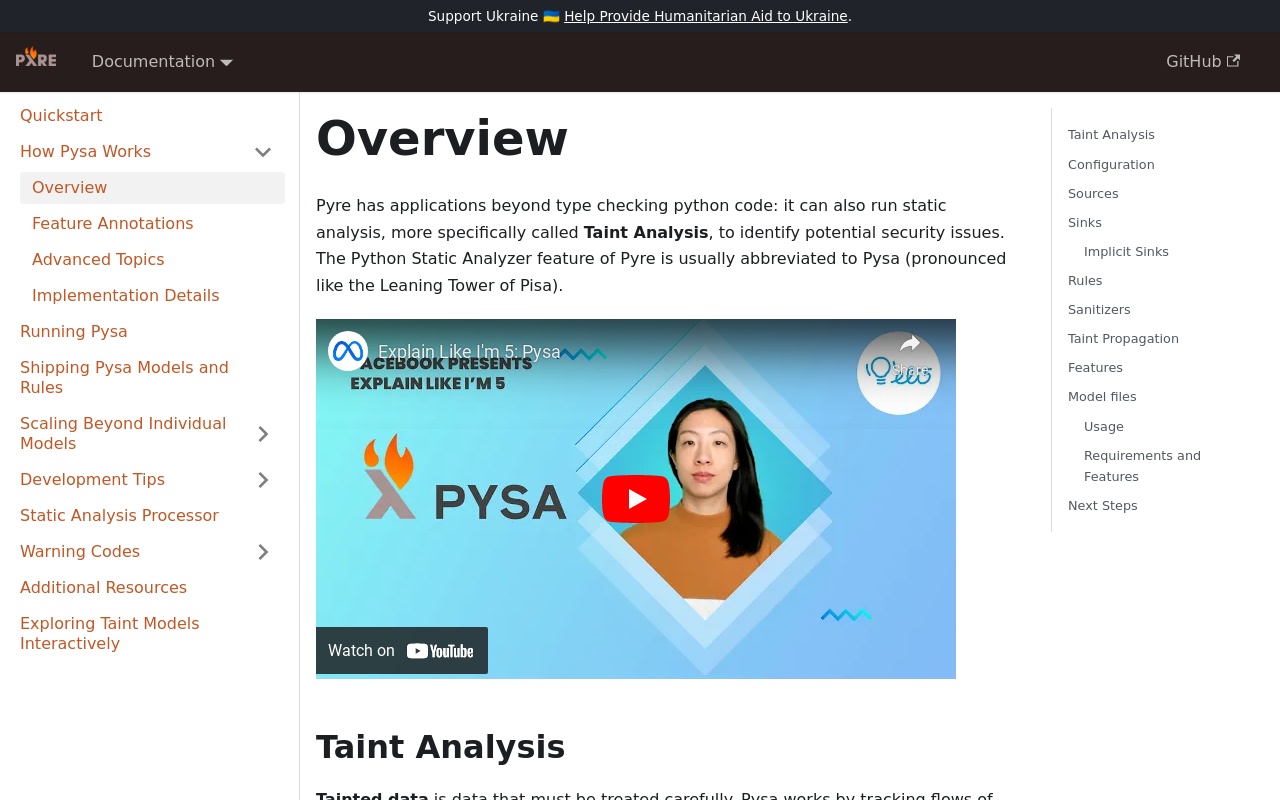 Support Ukraine 🇺🇦 Help Provide Humanitarian Aid to Ukraine.
PYRE
Documentation
GitHub
Quickstart
How Pysa Works
Overview
Feature Annotations
Advanced Topics
Implementation Details
Running Pysa
Shipping Pysa Models and
Rules
Scaling Beyond Individual
Models
Development Tips
Static Analysis Processor
Warning Codes
Additional Resources
Exploring Taint Models
Interactively
Overview
Pyre has applications beyond type checking python code: it can also run static
analysis, more specifically called Taint Analysis, to identify potential security issues.
The Python Static Analyzer feature of Pyre is usually abbreviated to Pysa (pronounced
like the Leaning Tower of Pisa).
Explain Like I'm 5: Pysa
FACEBOOK PRESENTS
EXPLAIN LIKE I'M 5
Share
PYSA
Watch on YouTube
Taint Analysis
Tainted data is data that must be treated carefully. Pysa works by tracking flows of
Taint Analysis
Configuration
Sources
Sinks
Implicit Sinks
Rules
Sanitizers
Taint Propagation
Features
Model files
Usage
Requirements and
Features
Next Steps